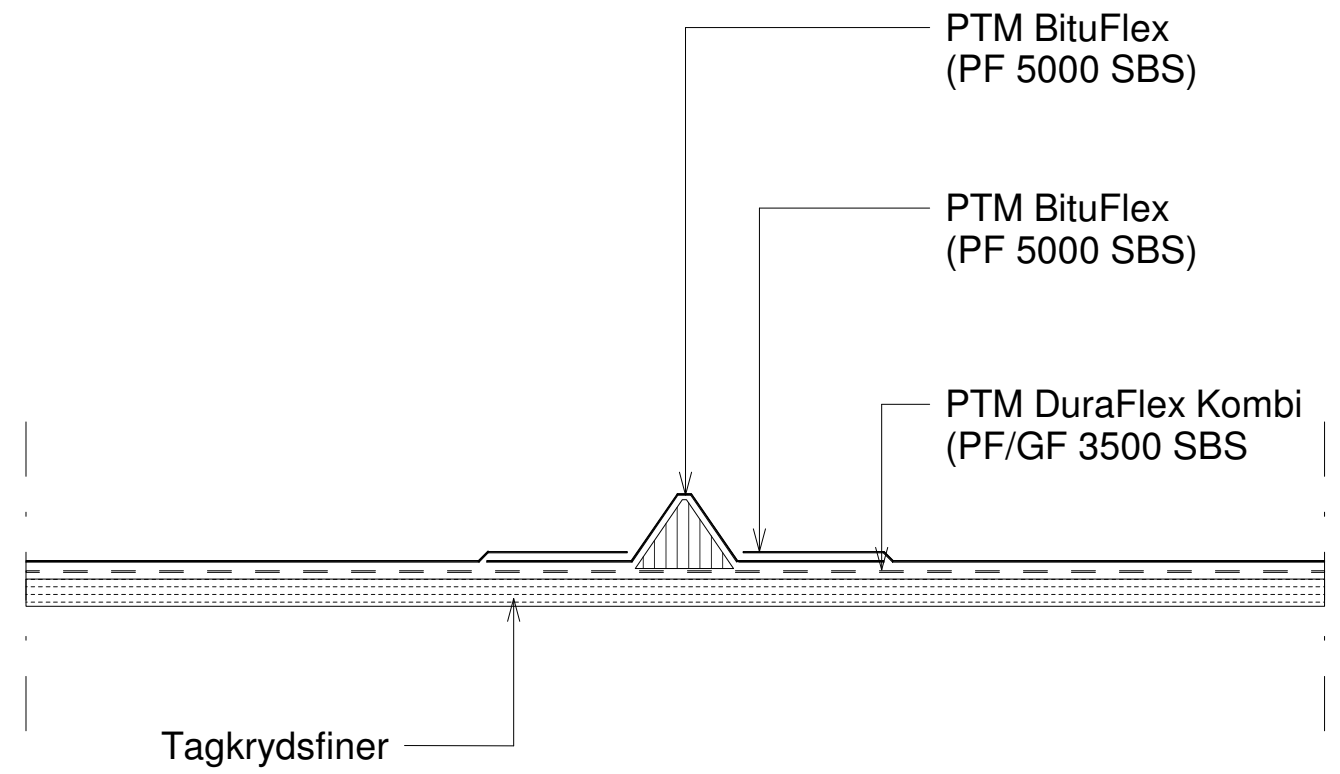 PTM BituFlex
(PF 5000 SBS)
PTM BituFlex
(PF 5000 SBS)
PTM DuraFlex Kombi
(PF/GF 3500 SBS
Tagkrydsfiner